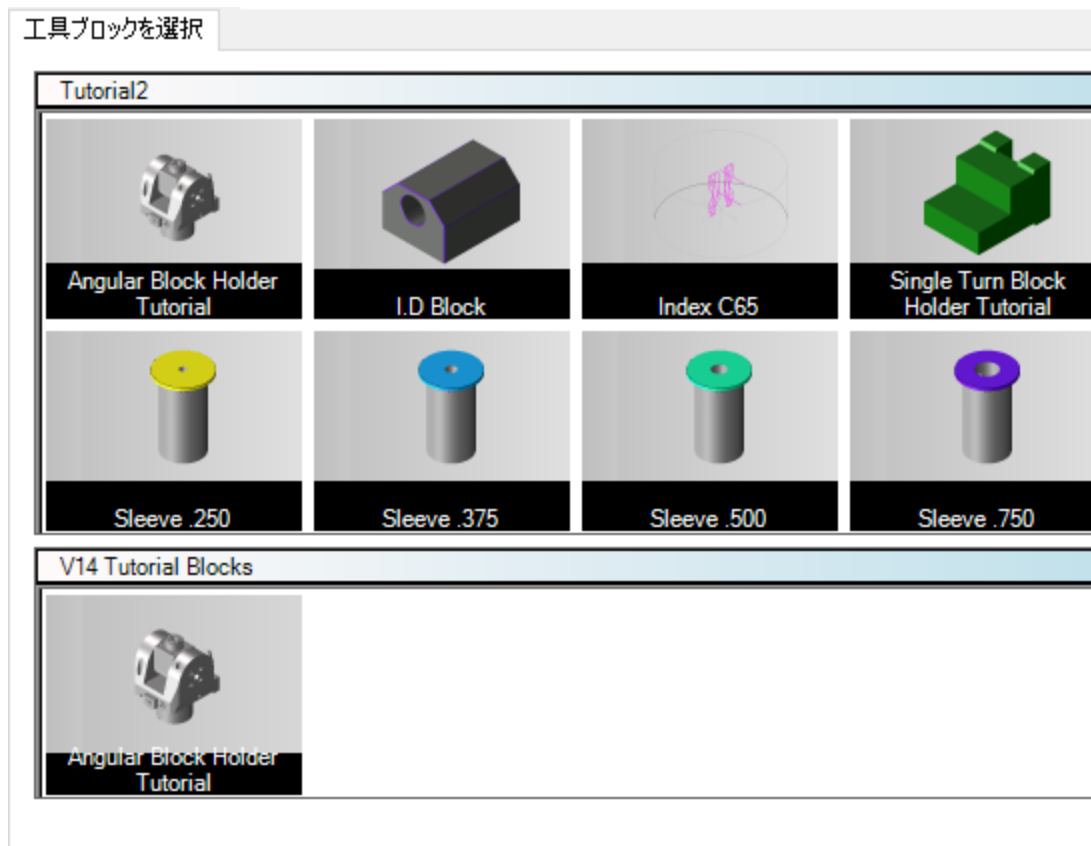 工具ブロックを選択
Tutorial2
Angular Block Holder
Tutorial
I.D Block
Index C65
Single Turn Block
Holder Tutorial
Sleeve .250
Sleeve .375
Sleeve .500
Sleeve .750
V14 Tutorial Blocks
Angular Block Holder
Tutorial